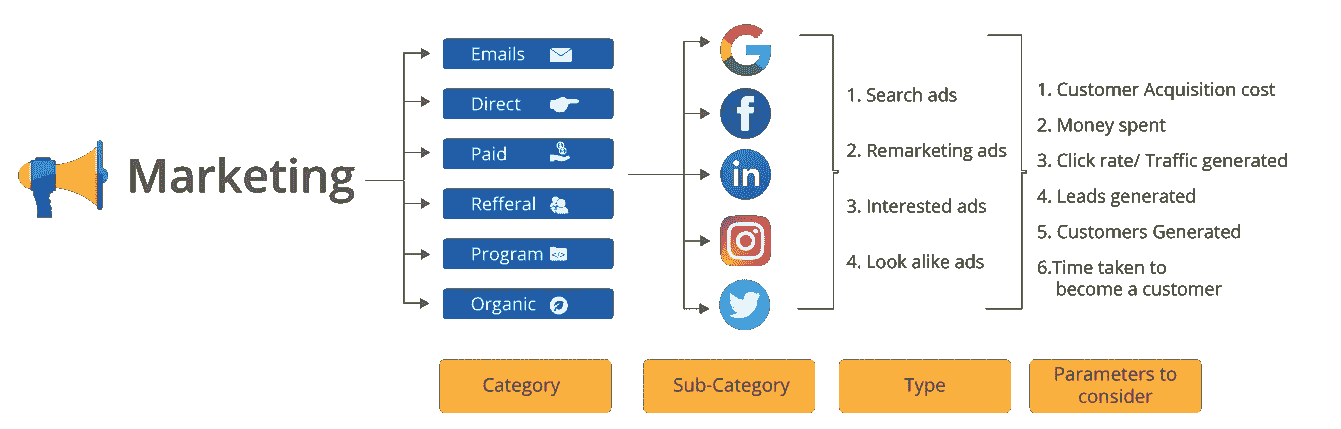 Marketing
Emails
Direct
Paid
Refferal
Program
Organic
G
f
in
1. Search ads
2. Remarketing ads
3. Interested ads
4. Look alike ads
1. Customer Acquisition cost
2. Money spent
3. Click rate/ Traffic generated
4. Leads generated
5. Customers Generated
6.Time taken to
become a customer
Category
Sub-Category
Type
Parameters to
consider